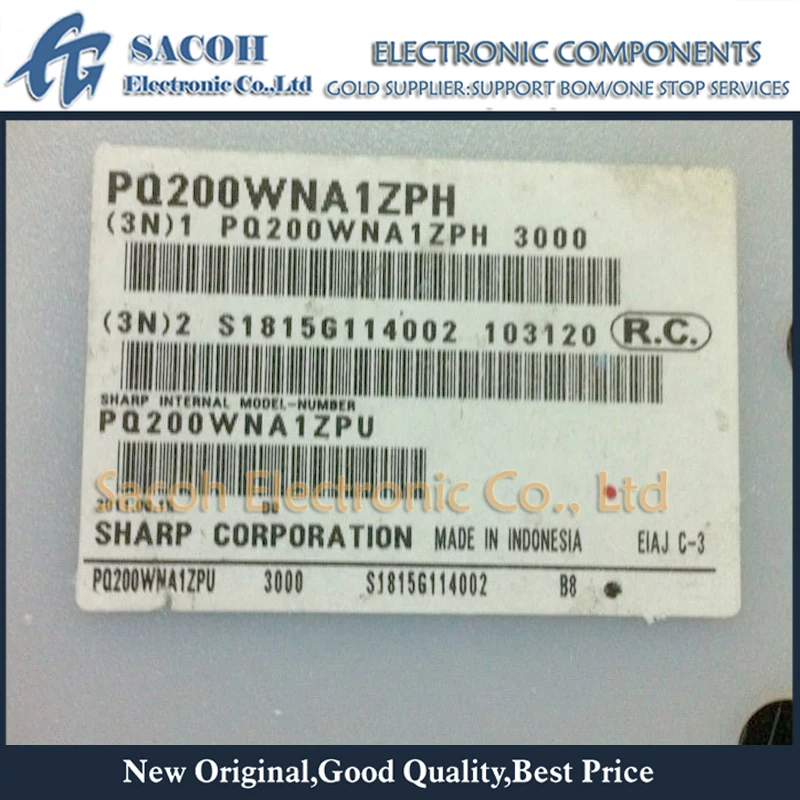 SACOH
Electronic Co.,Ltd
ELECTRONIC COMPONENTS
GOLD SUPPLIER:SUPPORT BOM/ONE STOP SERVICES
PQ200WNA1ZPH
(3N)1 PQ200WNA1ZPH 3000
(3N)2 S1815G114002 103120 R.C.
SHARP INTERNAL MODEL-NUMBER
PQ200WNA1ZPU
Sacoh Electronic Co., Ltd
SHARP CORPORATION MADE IN INDONESIA EIAJ C-3
PQ200WNA1ZPU 3000 S1815G114002 B8
New Original,Good Quality,Best Price